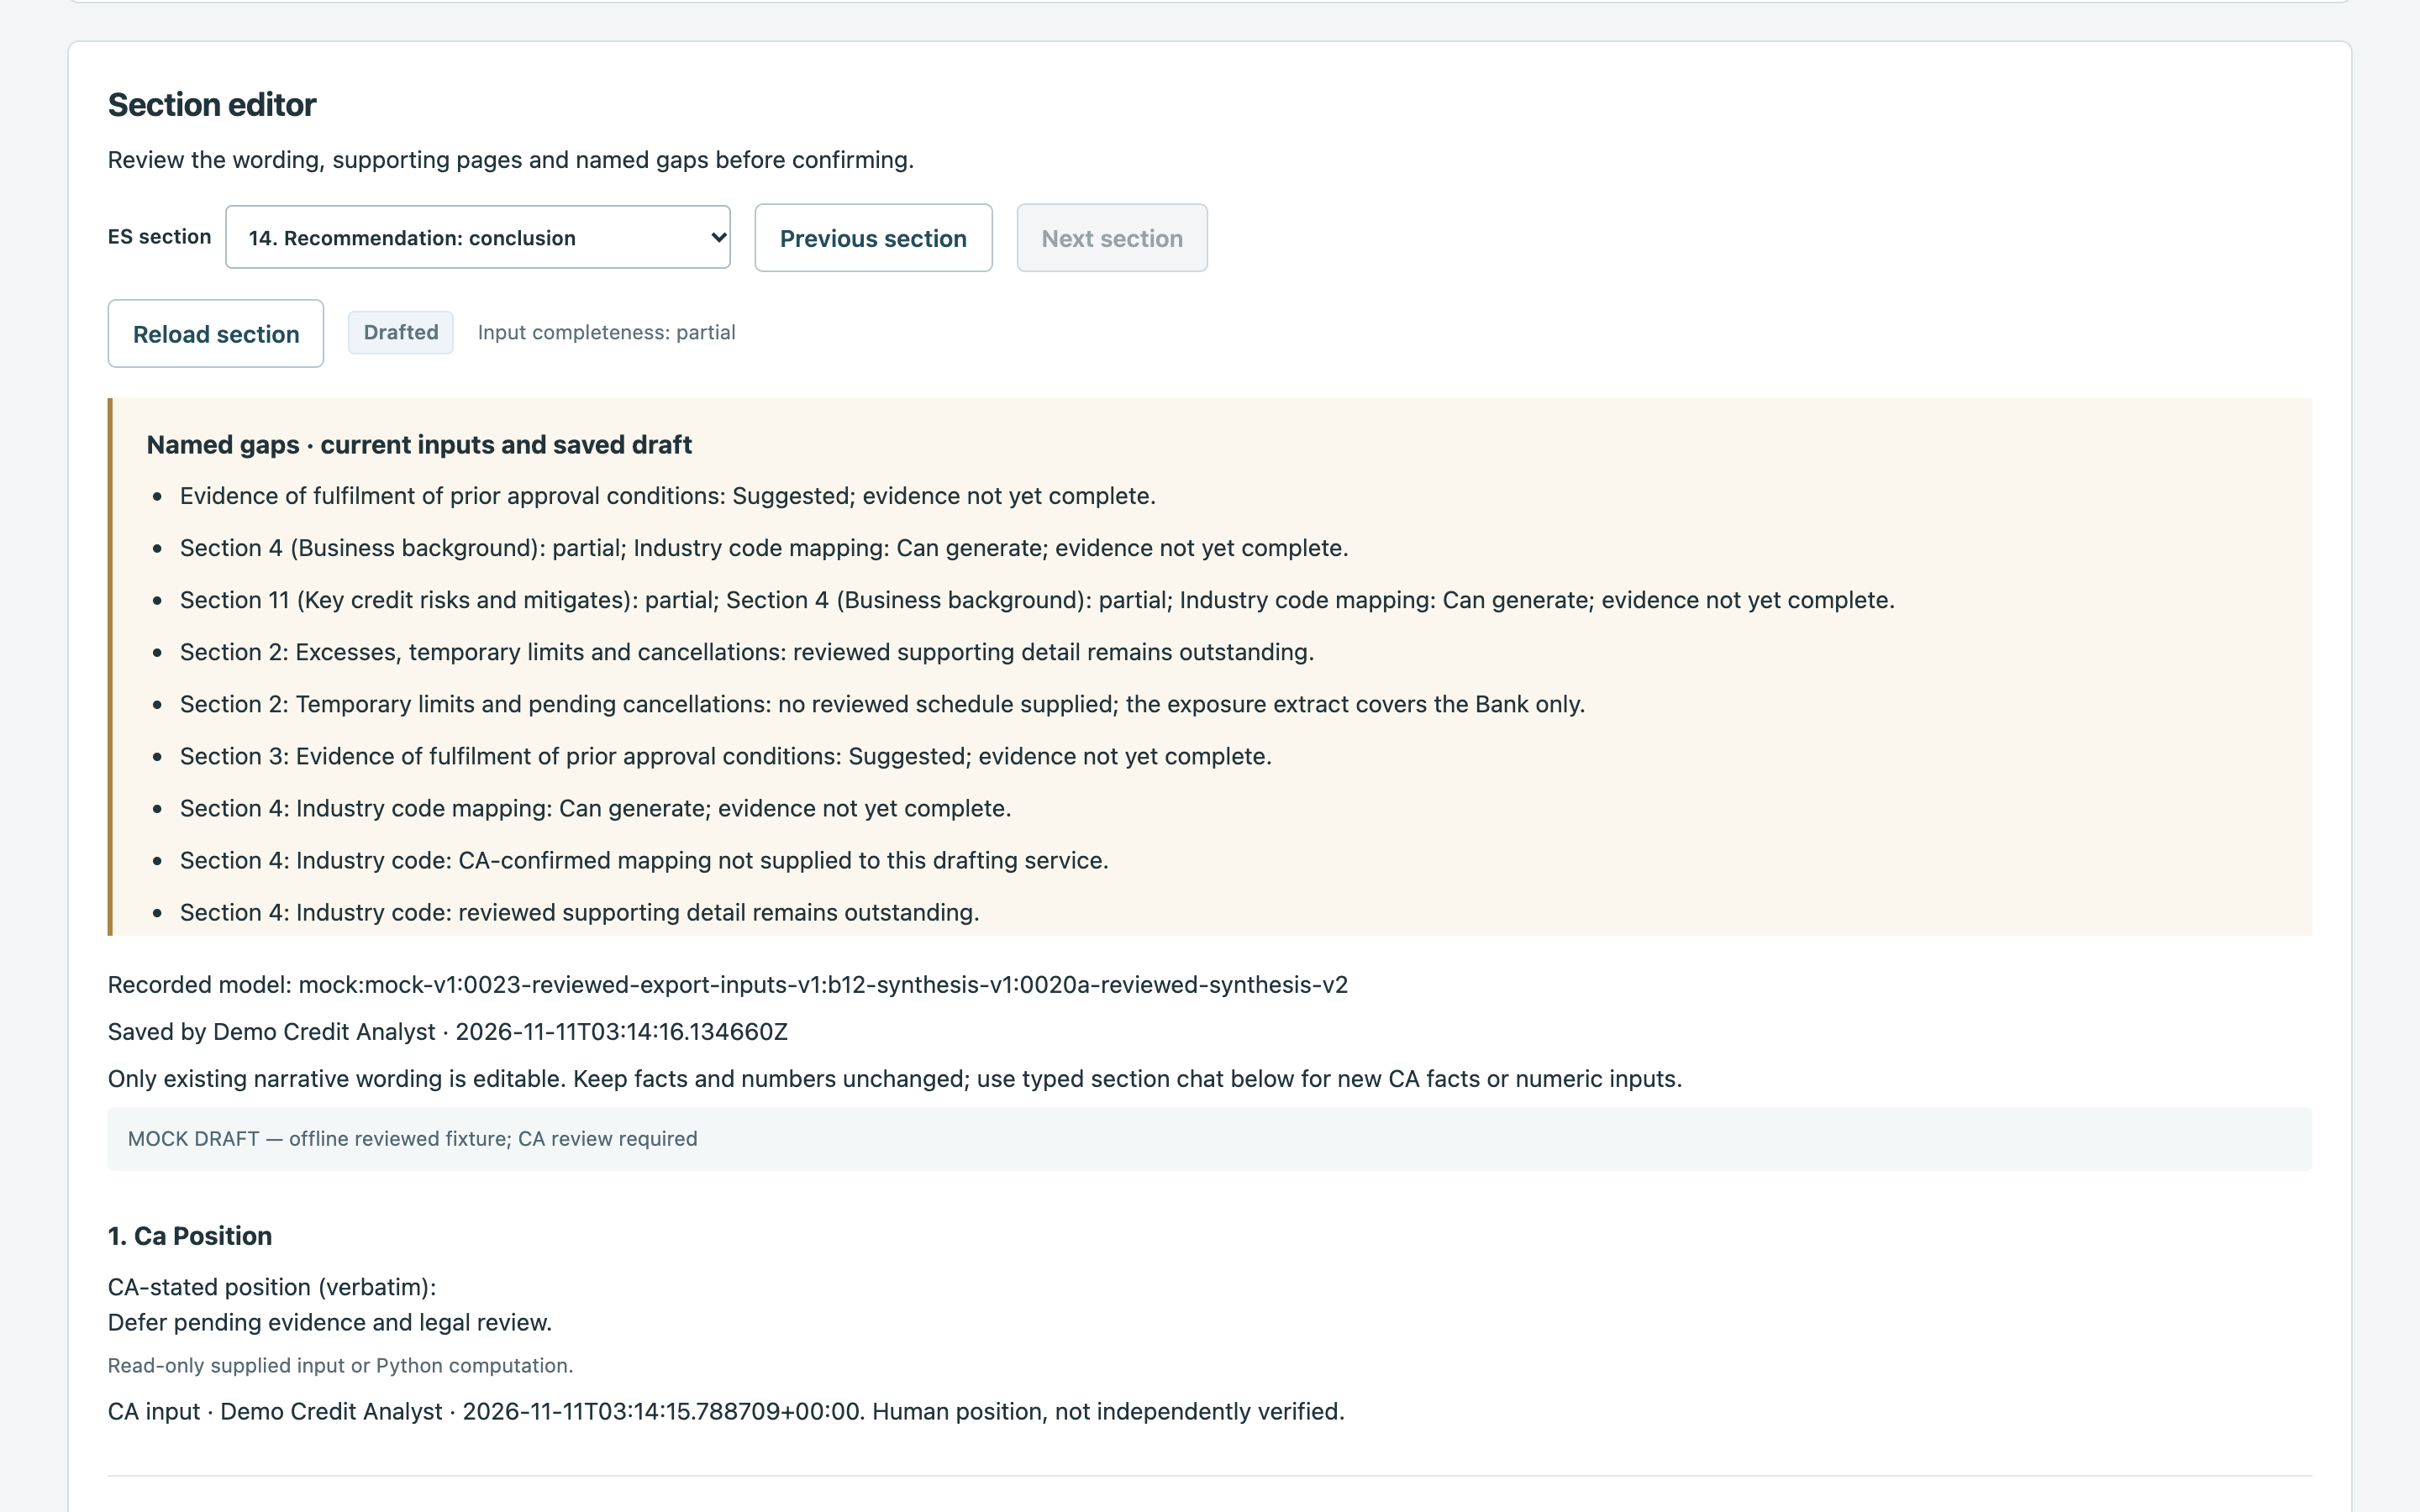 Section editor
Review the wording, supporting pages and named gaps before confirming.
ES section
14. Recommendation: conclusion
Previous section
Next section
Reload section
Drafted
Input completeness: partial
Named gaps · current inputs and saved draft
• Evidence of fulfilment of prior approval conditions: Suggested; evidence not yet complete.
• Section 4 (Business background): partial; Industry code mapping: Can generate; evidence not yet complete.
• Section 11 (Key credit risks and mitigates): partial; Section 4 (Business background): partial; Industry code mapping: Can generate; evidence not yet complete.
• Section 2: Excesses, temporary limits and cancellations: reviewed supporting detail remains outstanding.
• Section 2: Temporary limits and pending cancellations: no reviewed schedule supplied; the exposure extract covers the Bank only.
• Section 3: Evidence of fulfilment of prior approval conditions: Suggested; evidence not yet complete.
• Section 4: Industry code mapping: Can generate; evidence not yet complete.
• Section 4: Industry code: CA-confirmed mapping not supplied to this drafting service.
• Section 4: Industry code: reviewed supporting detail remains outstanding.
Recorded model: mock:mock-v1:0023-reviewed-export-inputs-v1:b12-synthesis-v1:0020a-reviewed-synthesis-v2
Saved by Demo Credit Analyst · 2026-11-11T03:14:16.134660Z
Only existing narrative wording is editable. Keep facts and numbers unchanged; use typed section chat below for new CA facts or numeric inputs.
MOCK DRAFT — offline reviewed fixture; CA review required
1. Ca Position
CA-stated position (verbatim):
Defer pending evidence and legal review.
Read-only supplied input or Python computation.
CA input · Demo Credit Analyst · 2026-11-11T03:14:15.788709+00:00. Human position, not independently verified.